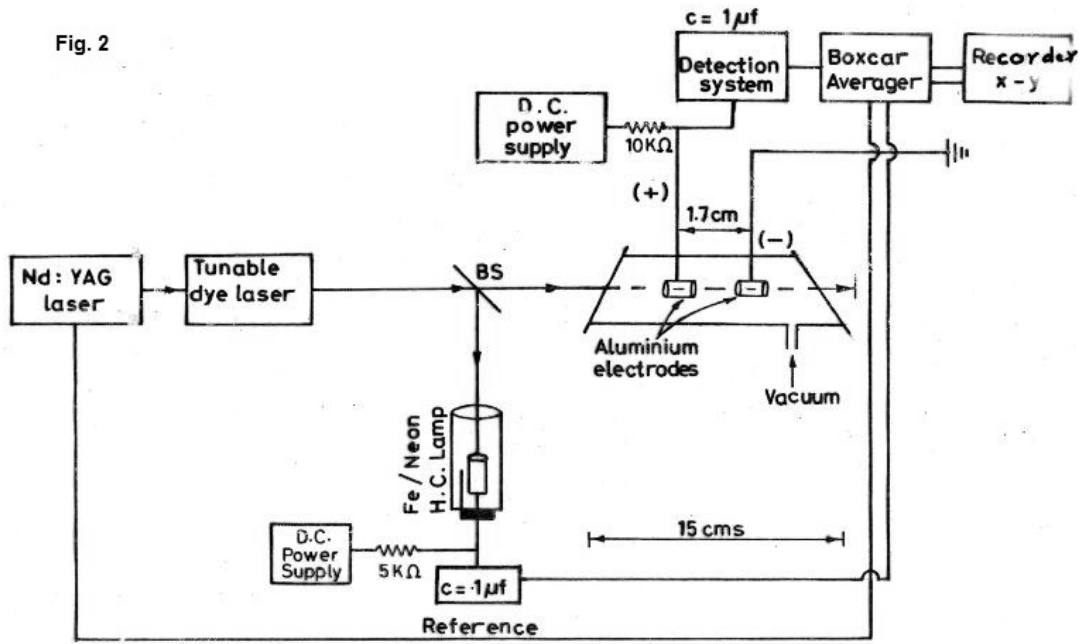 Fig. 2
c = 1μf
Detection
system
Boxcar
Averager
Recorder
x - y
D.C.
power
supply
10KΩ
(+)
1.7cm
(-)
Nd: YAG
laser
Tunable
dye laser
BS
Aluminium
electrodes
Vacuum
Fe/Neon
H.C. Lamp
D.C.
Power
Supply
5KΩ
c = .1μf
15 cms
Reference